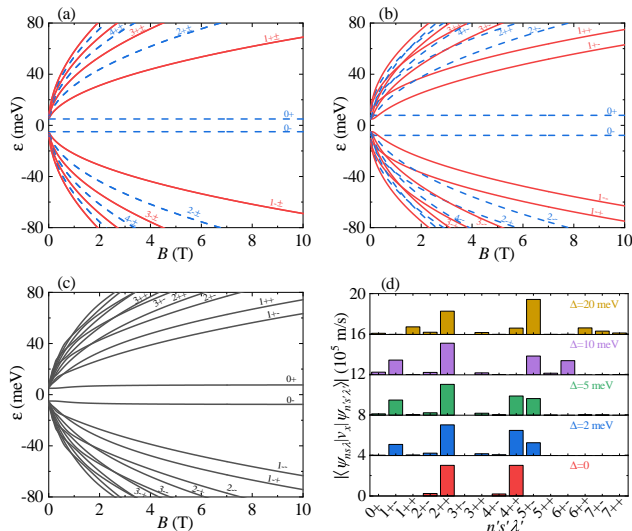 (a)
80
40
0
-40
-80
ε (meV)
0 2 4 6 8 10
B (T)
4-+
3++
2++
1+±
0+
0-
1-±
2-±
3-±
4-±
(b)
80
40
0
-40
-80
ε (meV)
0 2 4 6 8 10
B (T)
2++
1++
1+-
0+
0-
1--
1-+
2--
(c)
80
40
0
-40
-80
ε (meV)
0 2 4 6 8 10
B (T)
3++
3+-
2++
2+-
1++
1+-
0+
0-
1--
1-+
2--
(d)
Δ=20 meV
Δ=10 meV
Δ=5 meV
Δ=2 meV
Δ=0
16
12
8
4
0
|⟨ψnsλ|vx|ψn's'λ'⟩| (10⁵ m/s)
0+ 1+- 1++ 2+- 2++ 3+- 3++ 4+- 4++ 5+- 5++ 6+- 6++ 7+- 7++
n's'λ'